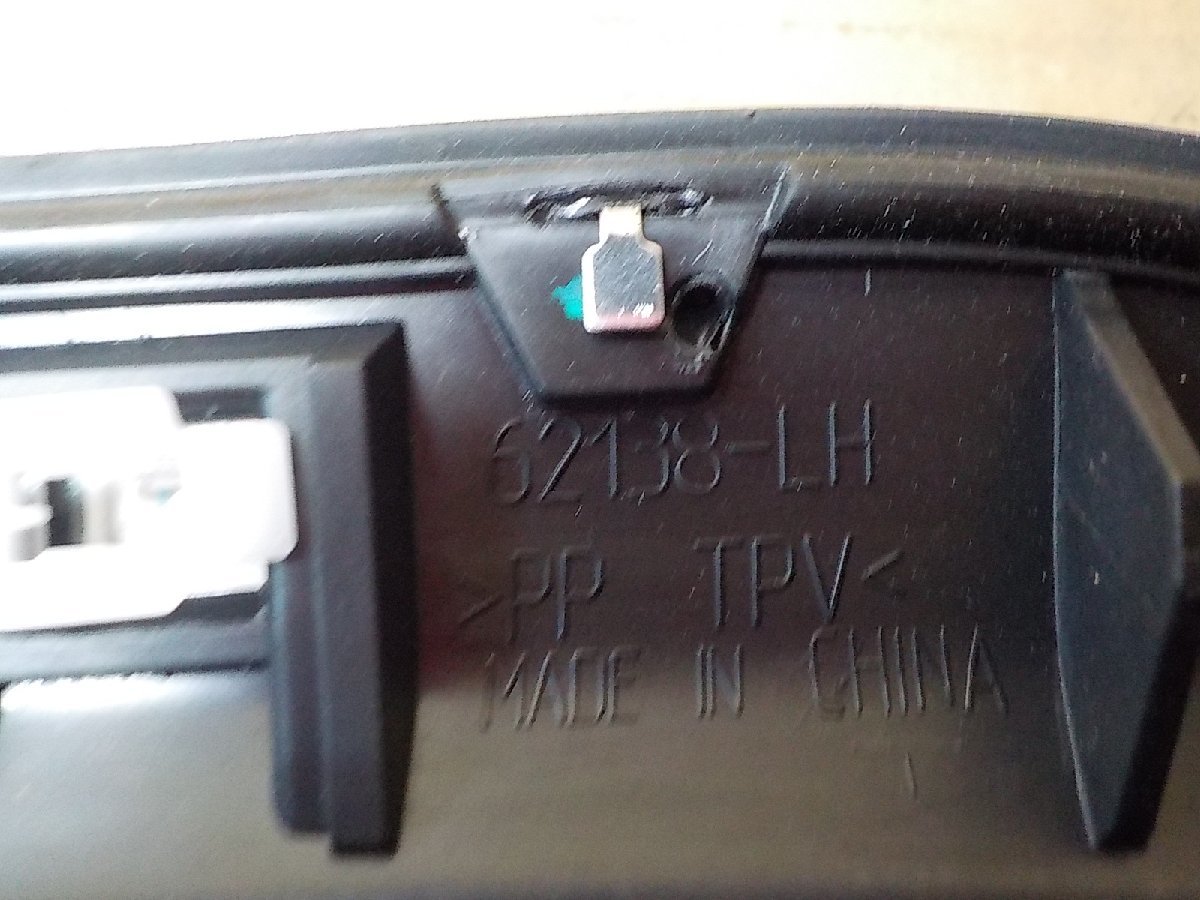 62138-LH
>PP TPV<
MADE IN CHINA